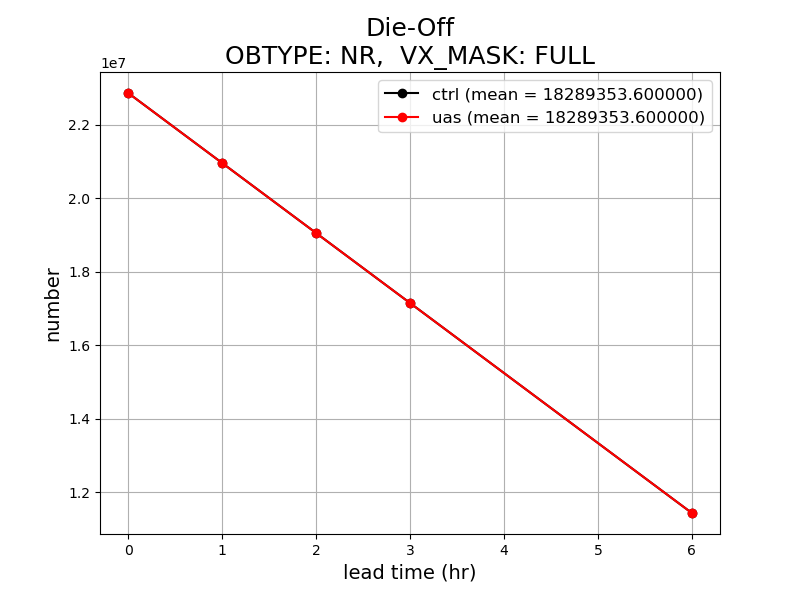 Die-Off
OBTYPE: NR,  VX_MASK: FULL
1e7
ctrl (mean = 18289353.600000)
uas (mean = 18289353.600000)
2.2
2.0
1.8
1.6
1.4
1.2
number
0 1 2 3 4 5 6
lead time (hr)